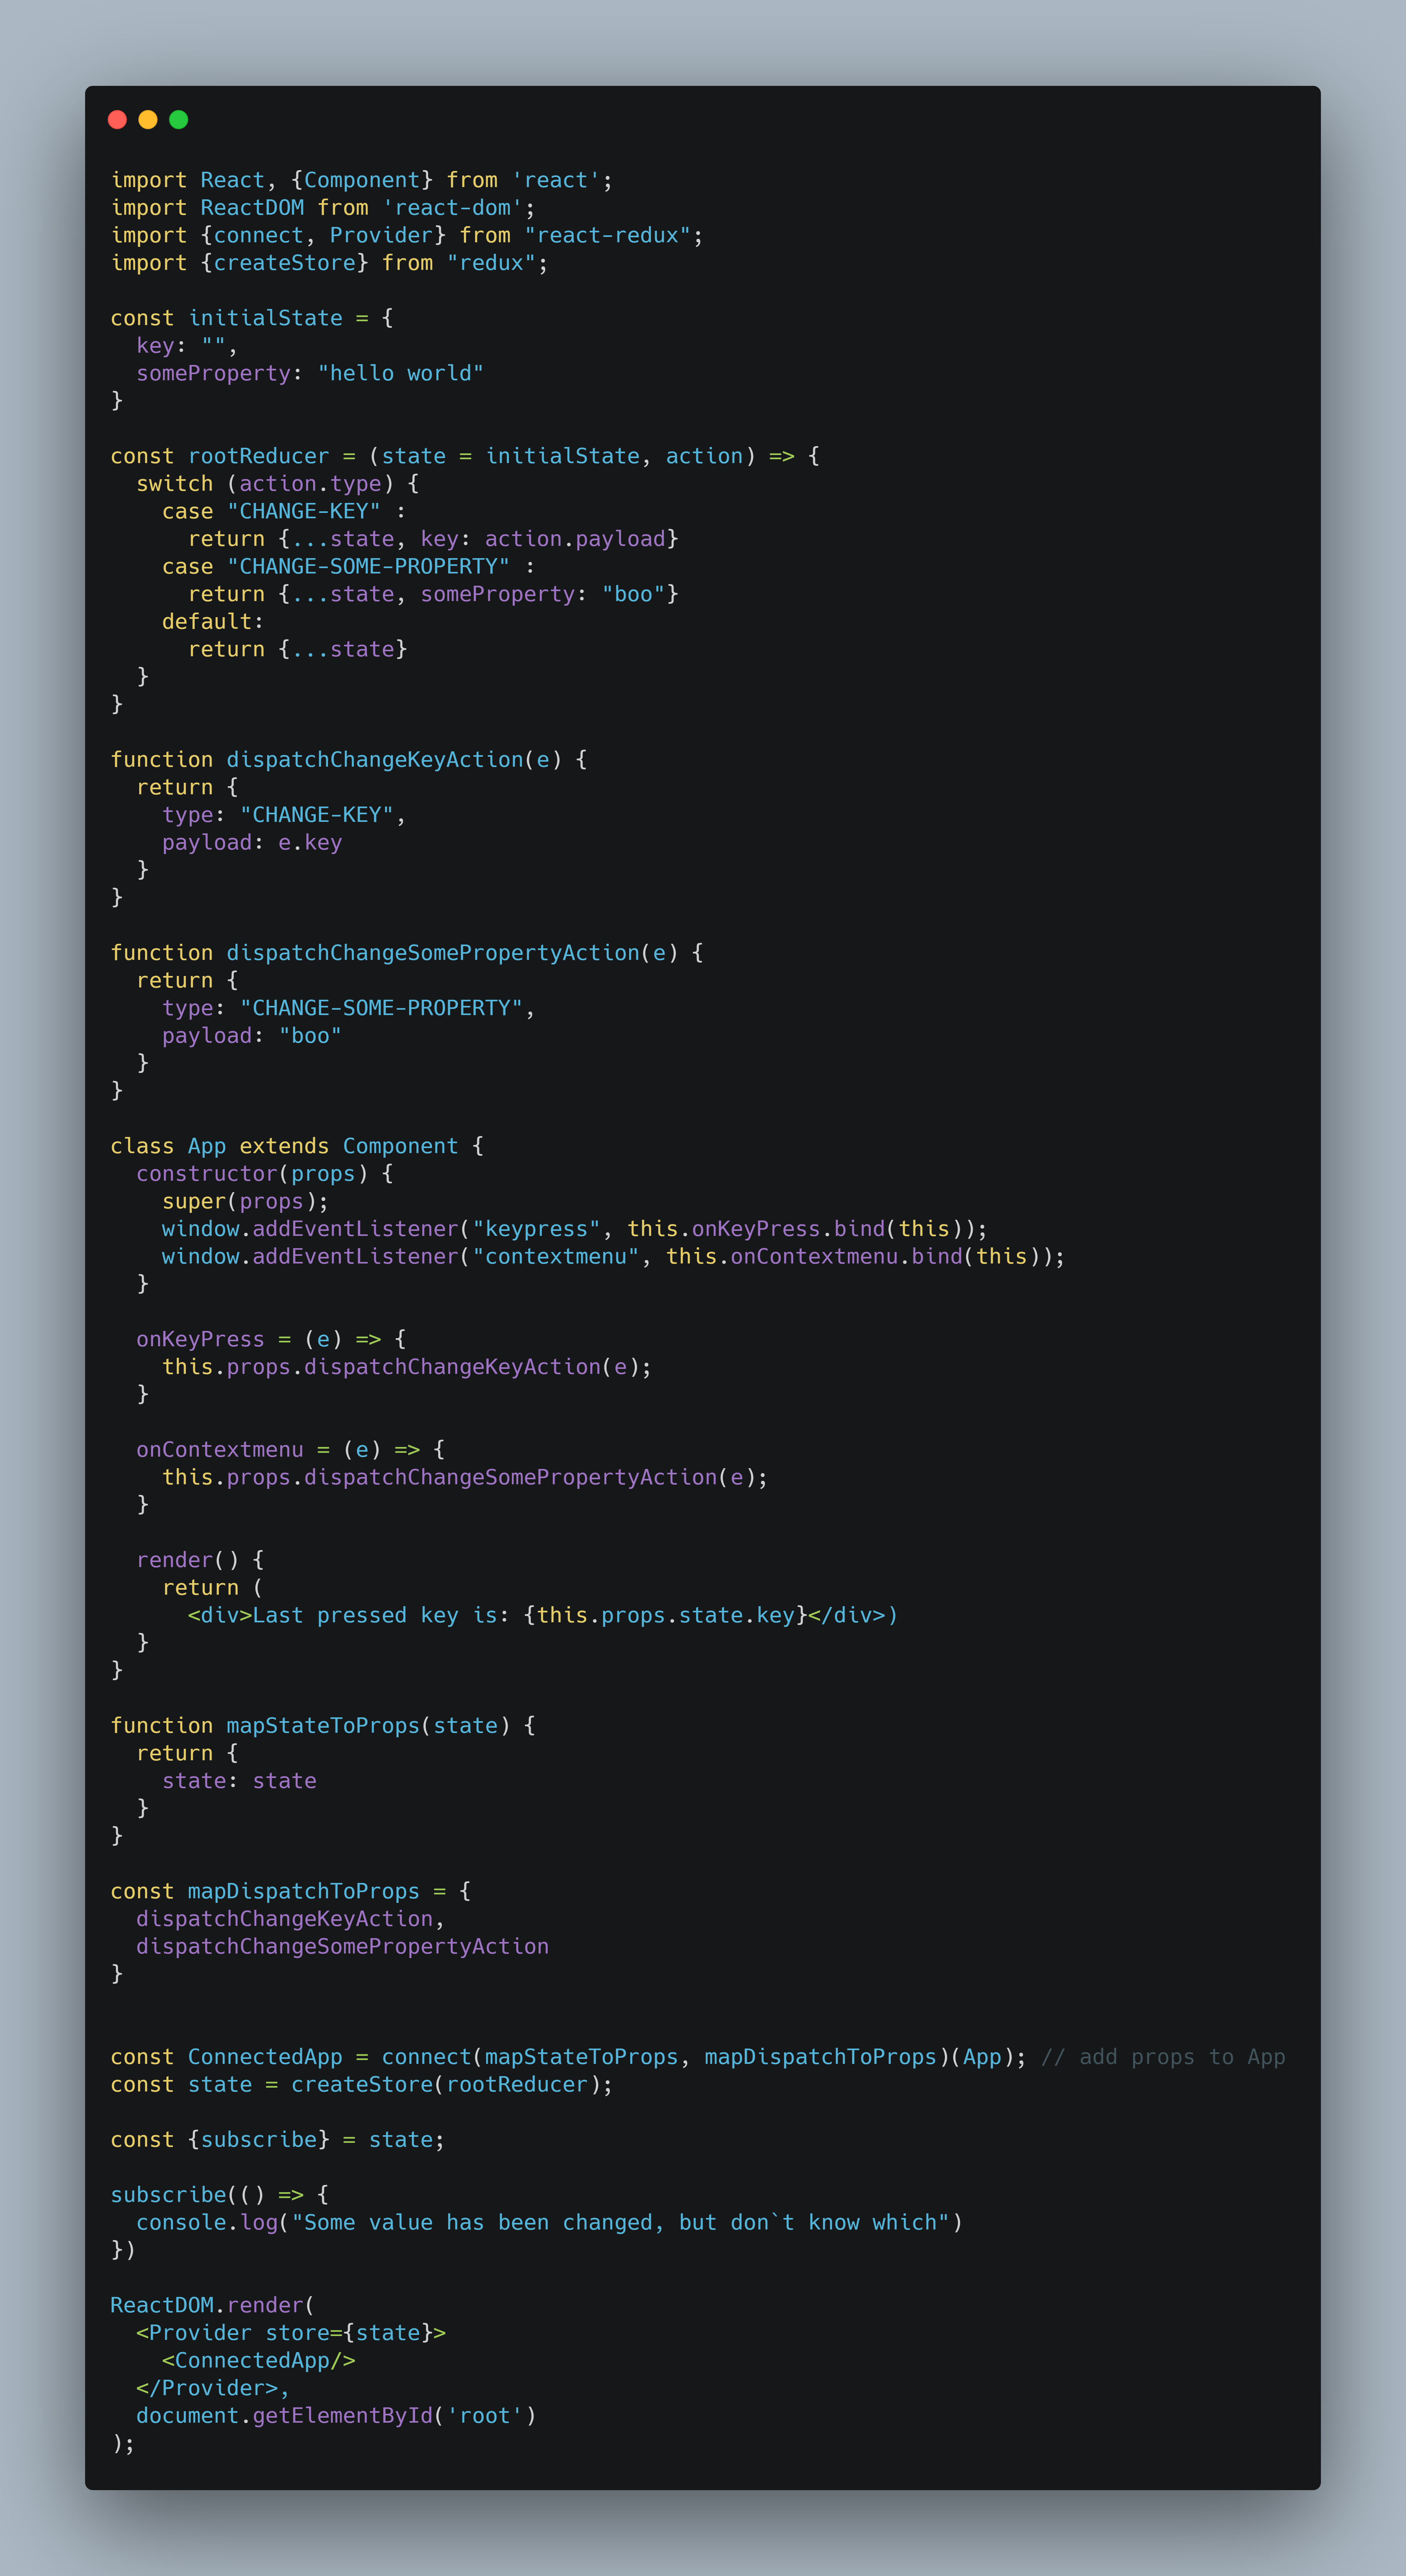 import React, {Component} from 'react';
import ReactDOM from 'react-dom';
import {connect, Provider} from "react-redux";
import {createStore} from "redux";

const initialState = {
  key: "",
  someProperty: "hello world"
}

const rootReducer = (state = initialState, action) => {
  switch (action.type) {
    case "CHANGE-KEY" :
      return {...state, key: action.payload}
    case "CHANGE-SOME-PROPERTY" :
      return {...state, someProperty: "boo"}
    default:
      return {...state}
  }
}

function dispatchChangeKeyAction(e) {
  return {
    type: "CHANGE-KEY",
    payload: e.key
  }
}

function dispatchChangeSomePropertyAction(e) {
  return {
    type: "CHANGE-SOME-PROPERTY",
    payload: "boo"
  }
}

class App extends Component {
  constructor(props) {
    super(props);
    window.addEventListener("keypress", this.onKeyPress.bind(this));
    window.addEventListener("contextmenu", this.onContextmenu.bind(this));
  }

  onKeyPress = (e) => {
    this.props.dispatchChangeKeyAction(e);
  }

  onContextmenu = (e) => {
    this.props.dispatchChangeSomePropertyAction(e);
  }

  render() {
    return (
      <div>Last pressed key is: {this.props.state.key}</div>)
  }
}

function mapStateToProps(state) {
  return {
    state: state
  }
}

const mapDispatchToProps = {
  dispatchChangeKeyAction,
  dispatchChangeSomePropertyAction
}


const ConnectedApp = connect(mapStateToProps, mapDispatchToProps)(App); // add props to App
const state = createStore(rootReducer);

const {subscribe} = state;

subscribe(() => {
  console.log("Some value has been changed, but don`t know which")
})

ReactDOM.render(
  <Provider store={state}>
    <ConnectedApp/>
  </Provider>,
  document.getElementById('root')
);